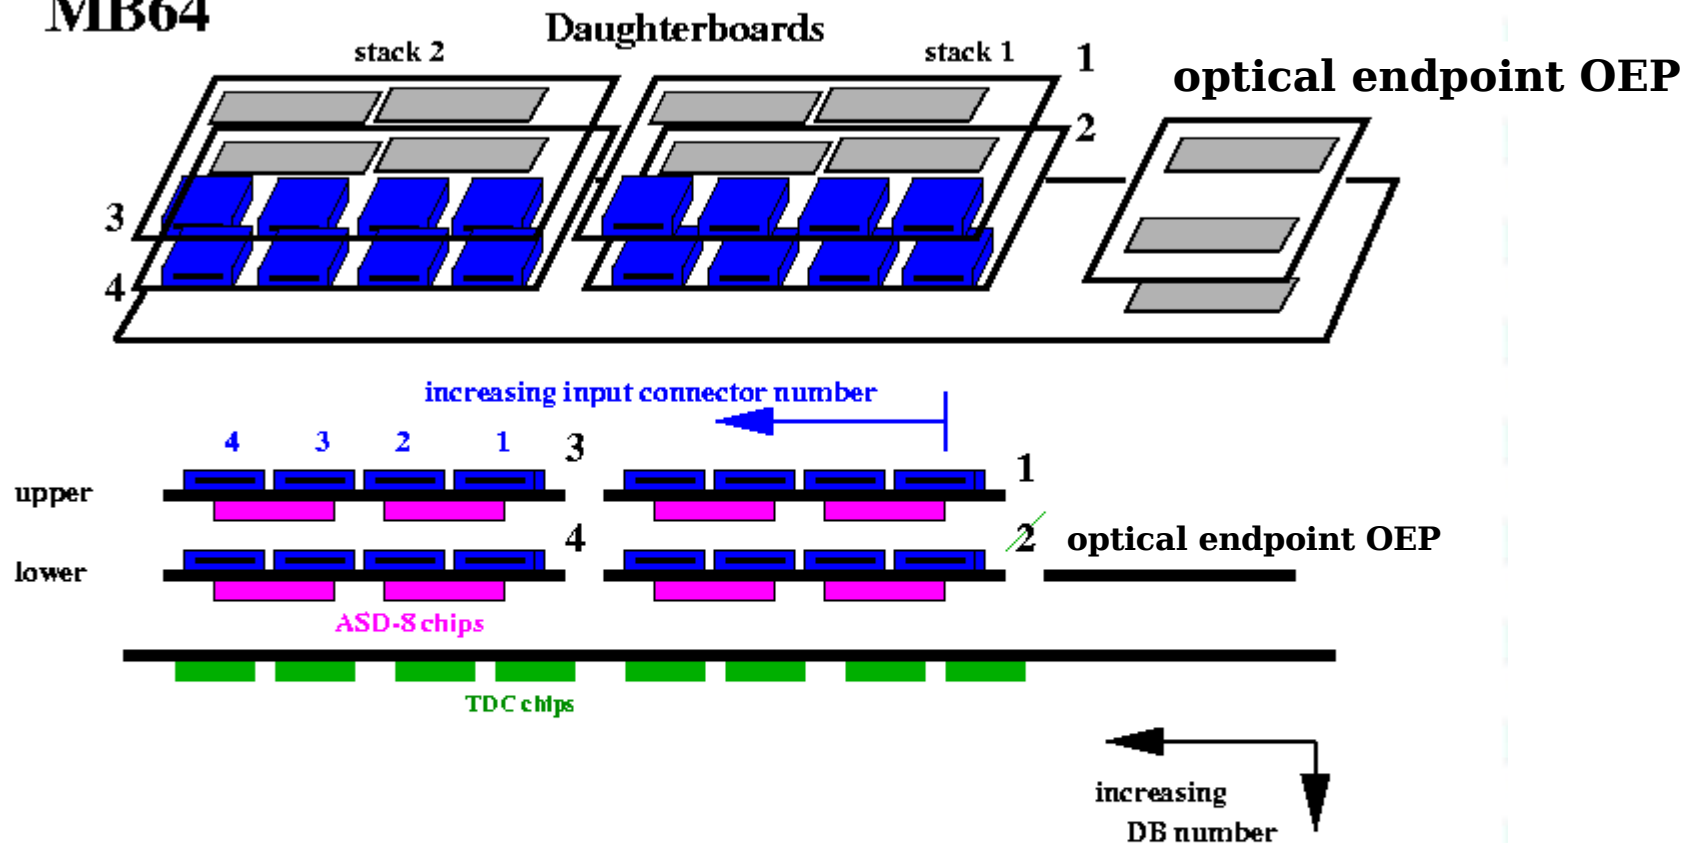 MB64
Daughterboards
stack 2
stack 1
1
optical endpoint OEP
2
3
4
increasing input connector number
4 3 2 1
3
1
upper
4
2
optical endpoint OEP
lower
ASD-8 chips
TDC chips
increasing
DB number